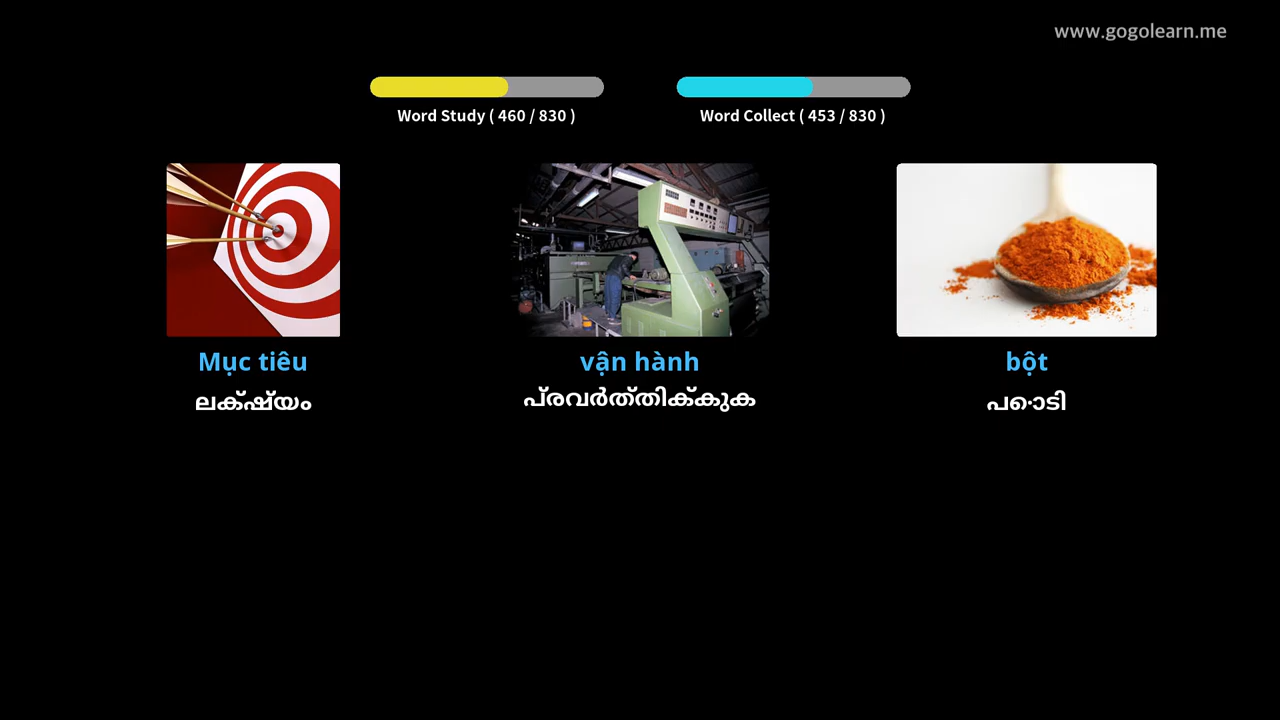 www.gogolearn.me
Word Study ( 460 / 830 )
Word Collect ( 453 / 830 )
Mục tiêu
vận hành
bột
ലക്ഷ്യം
പ്രവർത്തിക്കുക
പൊടി